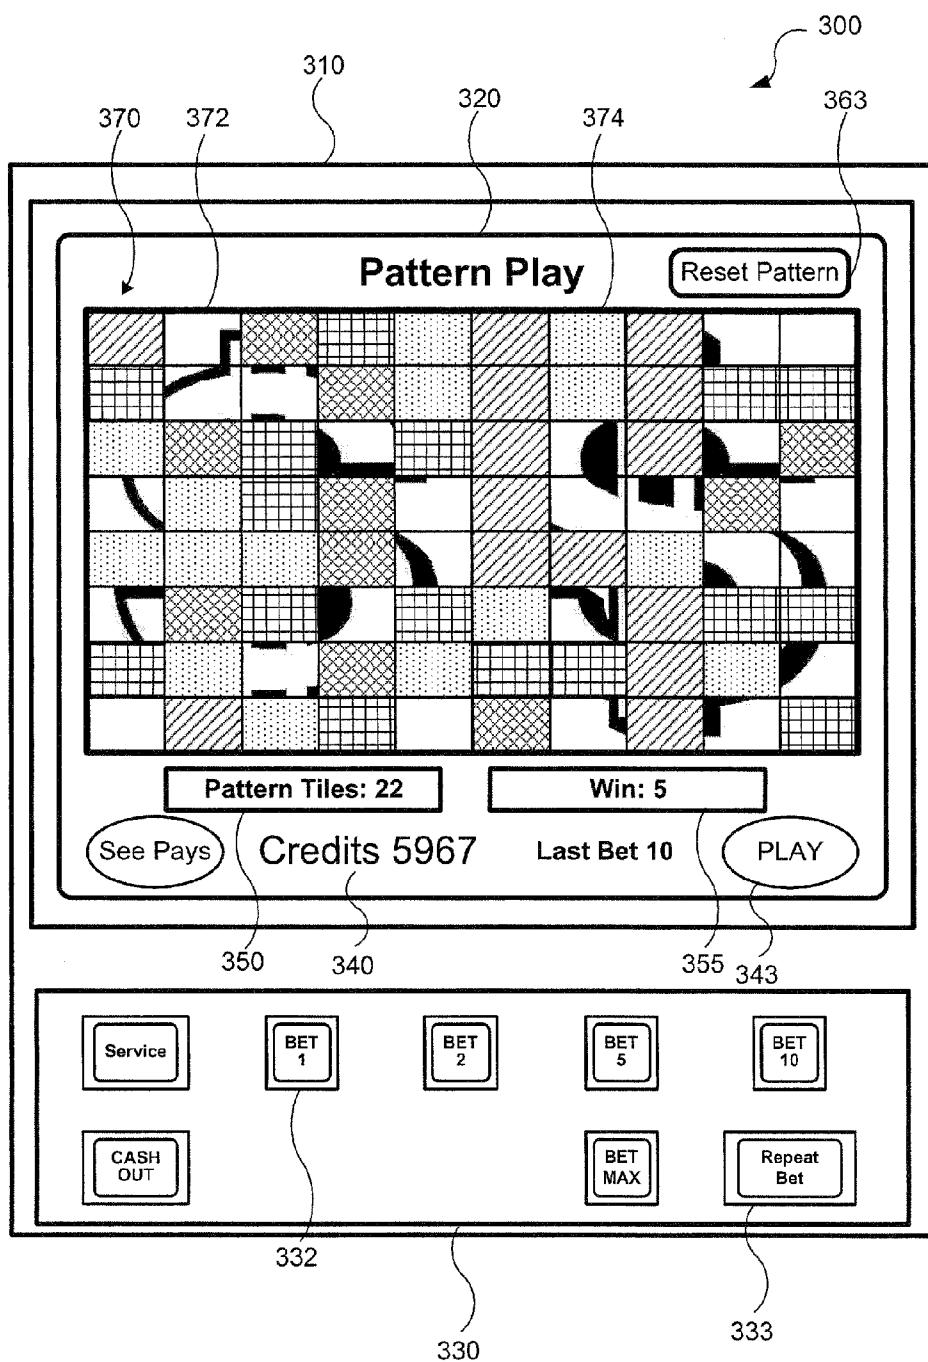 300
310
320
363
370
372
374
Pattern Play
Reset Pattern
Pattern Tiles: 22
Win: 5
See Pays
Credits 5967
Last Bet 10
PLAY
350
340
355
343
Service
BET
1
BET
2
BET
5
BET
10
CASH
OUT
BET
MAX
Repeat
Bet
332
333
330